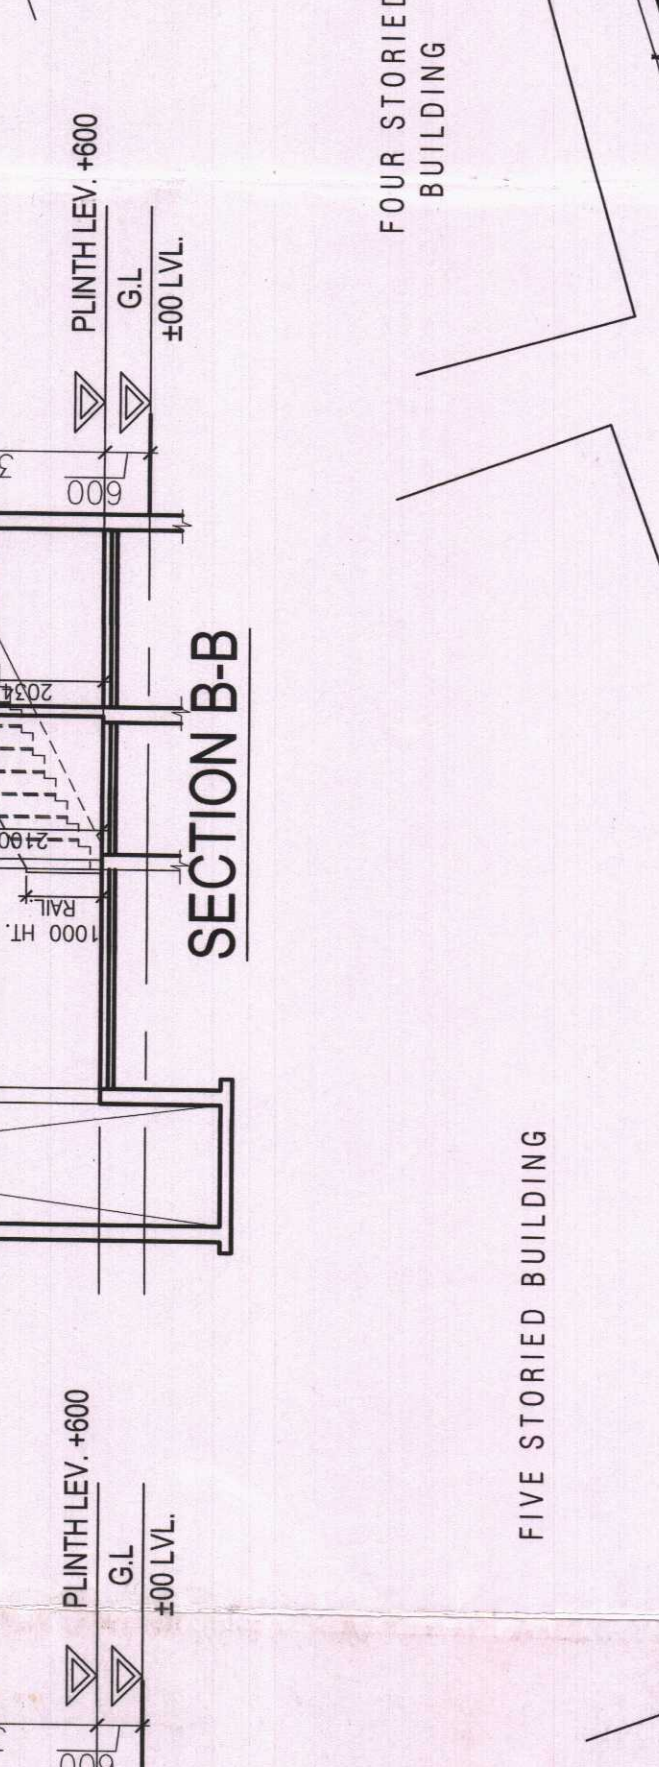 FOUR STORIED
BUILDING
PLINTH LEV. +600
G.L
±00 LVL.
600
2034
2100
1000 HT.
RAIL.
SECTION B-B
FIVE STORIED BUILDING
PLINTH LEV. +600
G.L
±00 LVL.
600